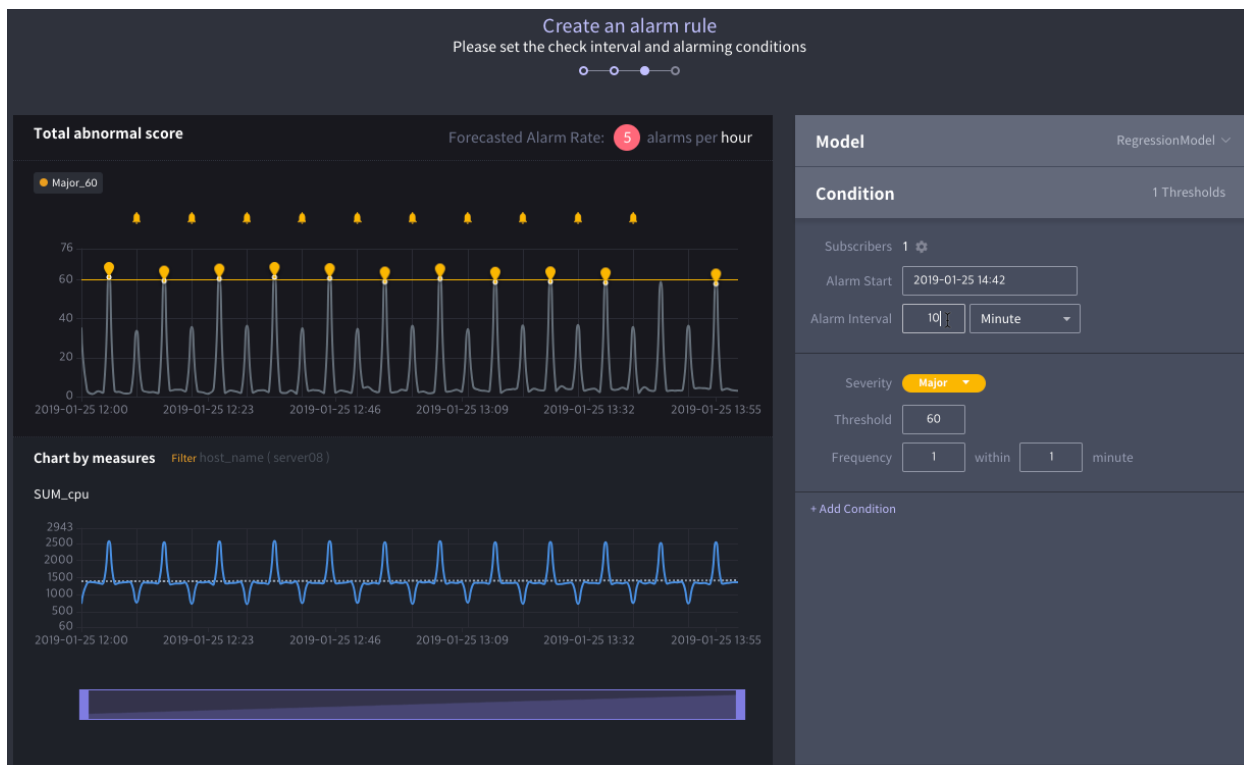 Create an alarm rule
Please set the check interval and alarming conditions
Total abnormal score
Forecasted Alarm Rate: 5 alarms per hour
Major_60
76
60
40
20
0
2019-01-25 12:00 2019-01-25 12:23 2019-01-25 12:46 2019-01-25 13:09 2019-01-25 13:32 2019-01-25 13:55
Chart by measures Filter host_name ( server08 )
SUM_cpu
2943
2500
2000
1500
1000
500
60
2019-01-25 12:00 2019-01-25 12:23 2019-01-25 12:46 2019-01-25 13:09 2019-01-25 13:32 2019-01-25 13:55
Model RegressionModel
Condition 1 Thresholds
Subscribers 1
Alarm Start 2019-01-25 14:42
Alarm Interval 10 Minute
Severity Major
Threshold 60
Frequency 1 within 1 minute
+ Add Condition